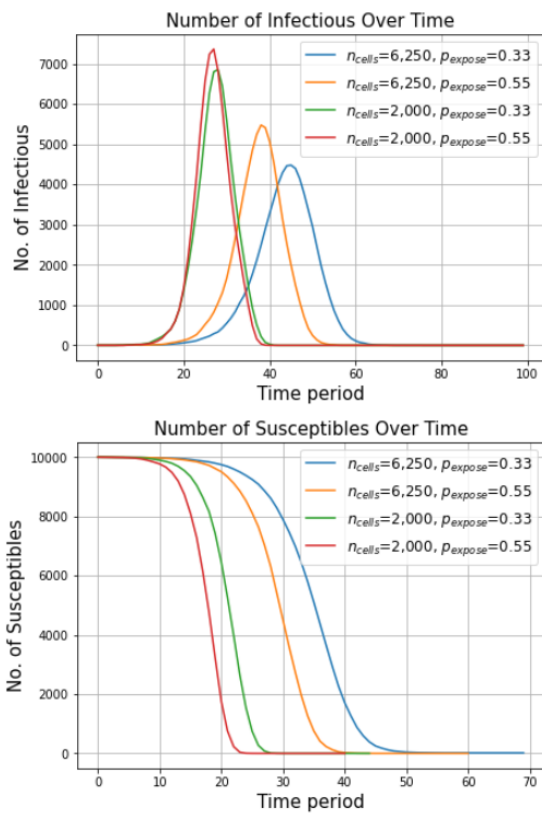 Number of Infectious Over Time
n_cells=6,250, p_expose=0.33
n_cells=6,250, p_expose=0.55
n_cells=2,000, p_expose=0.33
n_cells=2,000, p_expose=0.55
No. of Infectious
7000
6000
5000
4000
3000
2000
1000
0
0 20 40 60 80 100
Time period
Number of Susceptibles Over Time
n_cells=6,250, p_expose=0.33
n_cells=6,250, p_expose=0.55
n_cells=2,000, p_expose=0.33
n_cells=2,000, p_expose=0.55
No. of Susceptibles
10000
8000
6000
4000
2000
0
0 10 20 30 40 50 60 70
Time period